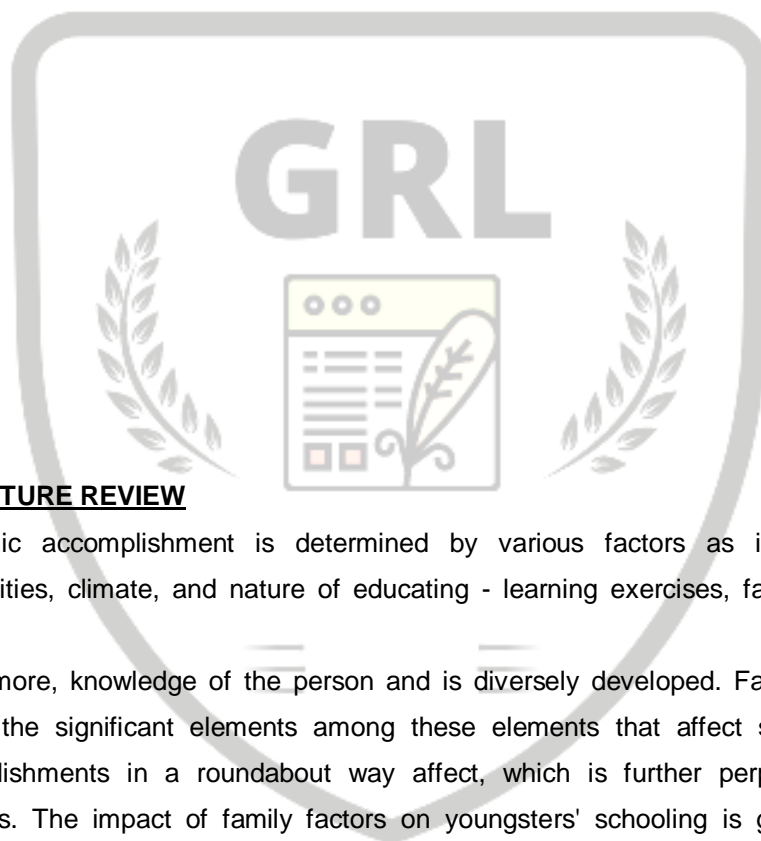 GRL
TURE REVIEW
ic accomplishment is determined by various factors as i
ities, climate, and nature of educating - learning exercises, fa
more, knowledge of the person and is diversely developed. Fa
the significant elements among these elements that affect s
lishments in a roundabout way affect, which is further perp
s. The impact of family factors on youngsters' schooling is g